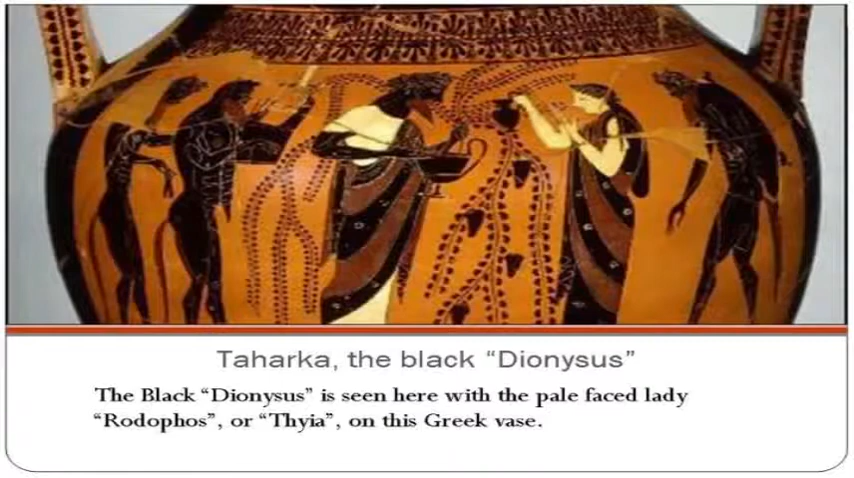 Taharka, the black “Dionysus”
The Black “Dionysus” is seen here with the pale faced lady
“Rodophos”, or “Thyia”, on this Greek vase.